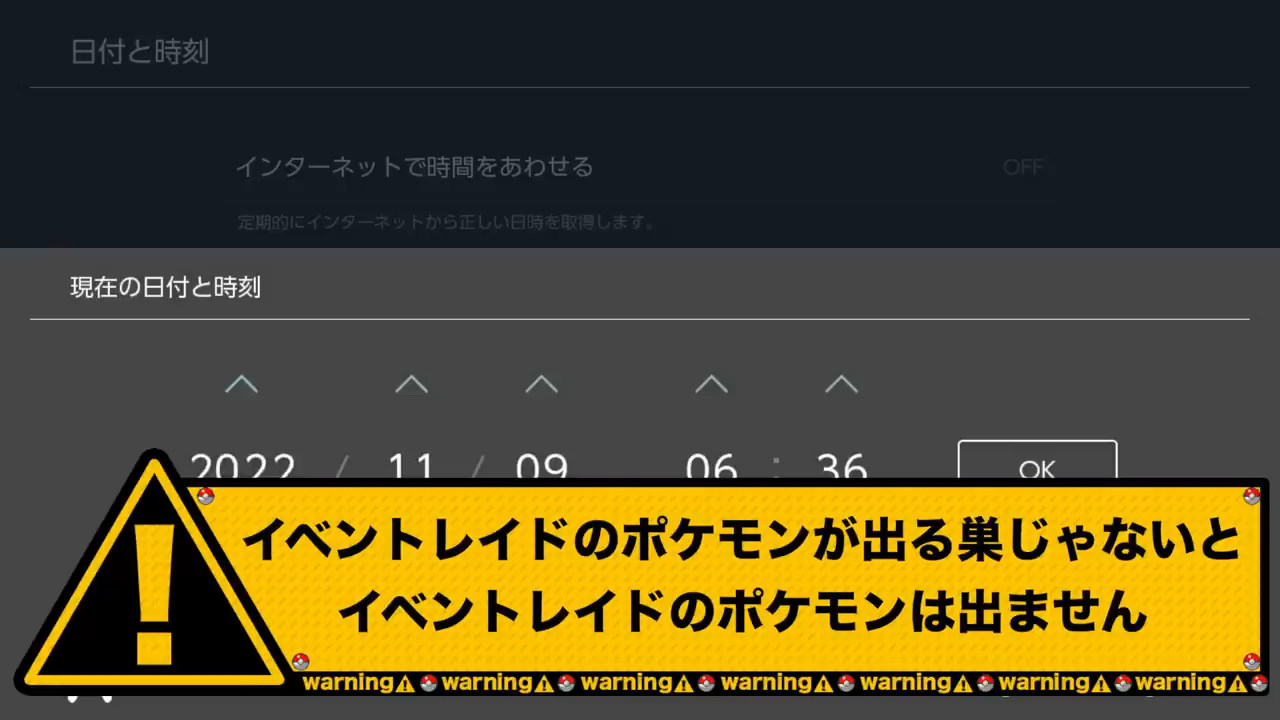 日付と時刻
インターネットで時間をあわせる OFF
定期的にインターネットから正しい日時を取得します。
現在の日付と時刻
2022 / 11 / 09 06 : 36 OK
イベントレイドのポケモンが出る巣じゃないと
イベントレイドのポケモンは出ません
warning warning warning warning warning warning warning